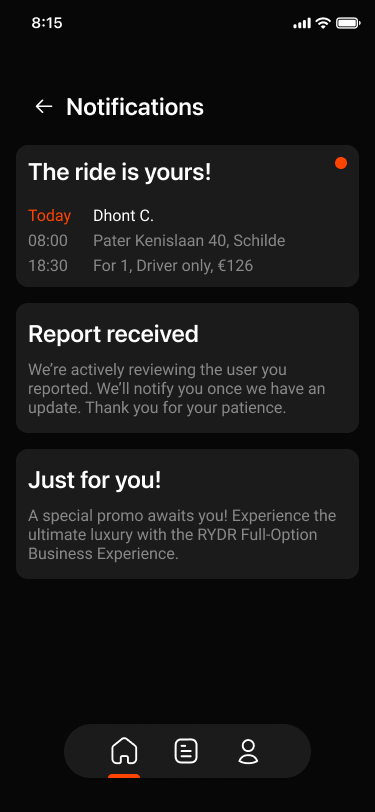 8:15
Notifications
The ride is yours!
Today Dhont C.
08:00 Pater Kenislaan 40, Schilde
18:30 For 1, Driver only, €126
Report received
We’re actively reviewing the user you
reported. We’ll notify you once we have an
update. Thank you for your patience.
Just for you!
A special promo awaits you! Experience the
ultimate luxury with the RYDR Full-Option
Business Experience.